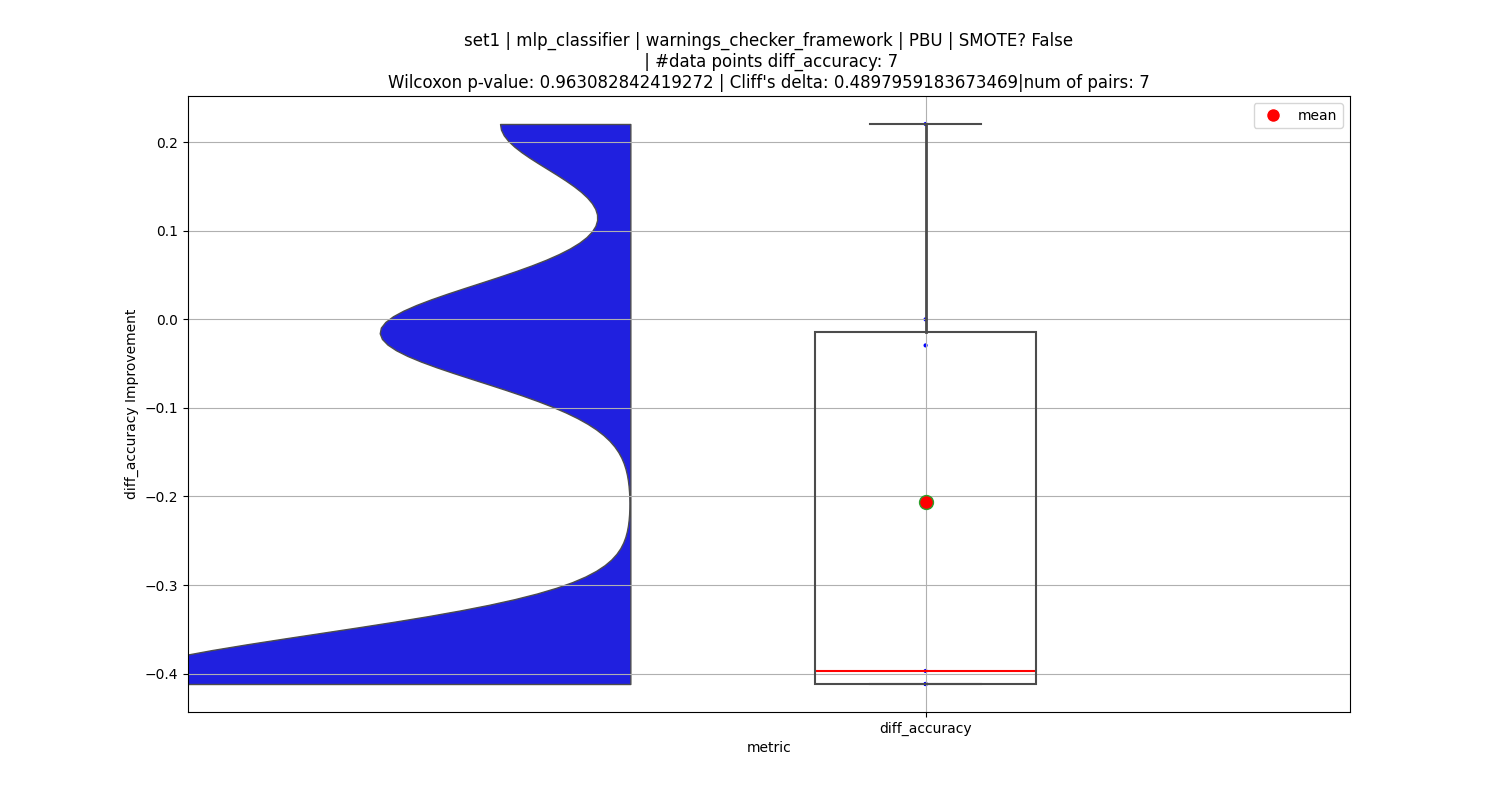 set1 | mlp_classifier | warnings_checker_framework | PBU | SMOTE? False
| #data points diff_accuracy: 7
Wilcoxon p-value: 0.963082842419272 | Cliff's delta: 0.4897959183673469|num of pairs: 7
mean
0.2
0.1
0.0
−0.1
−0.2
−0.3
−0.4
diff_accuracy Improvement
diff_accuracy
metric